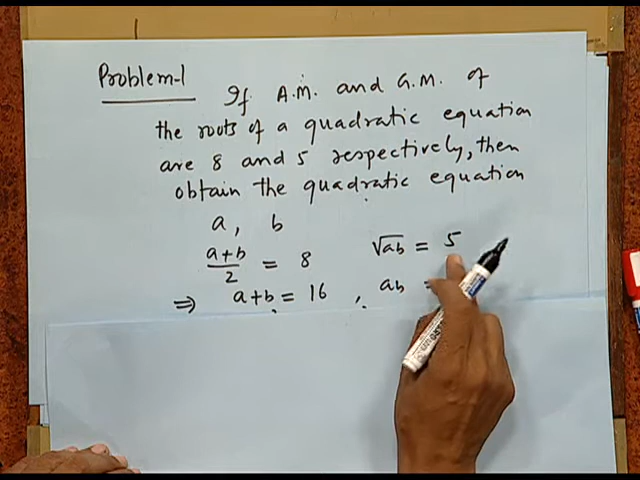 Problem-1
If A.M. and G.M. of
the roots of a quadratic equation
are 8 and 5 respectively, then
obtain the quadratic equation
a, b
a+b/2 = 8 √ab = 5
⇒ a+b = 16, ab =